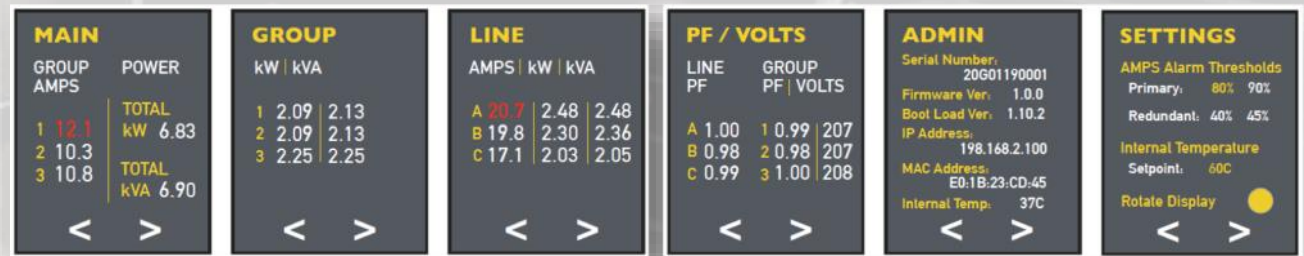 MAIN
GROUP AMPS POWER
1 12.1
2 10.3
3 10.8
TOTAL
kW 6.83
TOTAL
kVA 6.90
< >
GROUP
kW | kVA
1 2.09 | 2.13
2 2.09 | 2.13
3 2.25 | 2.25
< >
LINE
AMPS | kW | kVA
A 20.7 | 2.48 | 2.48
B 19.8 | 2.30 | 2.36
C 17.1 | 2.03 | 2.05
< >
PF / VOLTS
LINE PF
GROUP PF | VOLTS
A 1.00 1 0.99 | 207
B 0.98 2 0.98 | 207
C 0.99 3 1.00 | 208
< >
ADMIN
Serial Number:
20G01190001
Firmware Ver: 1.0.0
Boot Load Ver: 1.10.2
IP Address:
198.168.2.100
MAC Address:
E0:1B:23:CD:45
Internal Temp: 37C
< >
SETTINGS
AMPS Alarm Thresholds
Primary: 80% 90%
Redundant: 40% 45%
Internal Temperature
Setpoint: 60C
Rotate Display
< >